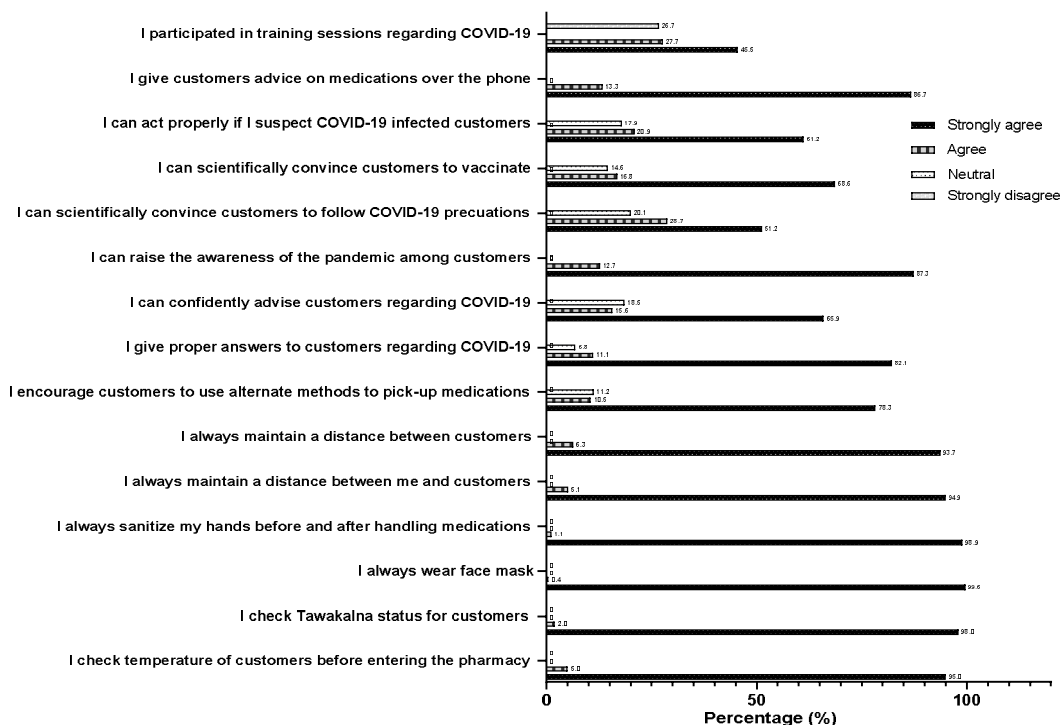 26.7
I participated in training sessions regarding COVID-19
27.7
45.5
I give customers advice on medications over the phone
0
13.3
86.7
I can act properly if I suspect COVID-19 infected customers
0
17.9
20.9
61.2
I can scientifically convince customers to vaccinate
0
14.6
16.8
68.6
I can scientifically convince customers to follow COVID-19 precuations
0
20.1
28.7
51.2
I can raise the awareness of the pandemic among customers
0
12.7
87.3
I can confidently advise customers regarding COVID-19
0
18.5
15.6
65.9
I give proper answers to customers regarding COVID-19
0
6.8
11.1
82.1
I encourage customers to use alternate methods to pick-up medications
0
11.2
10.5
78.3
I always maintain a distance between customers
0
0
6.3
93.7
I always maintain a distance between me and customers
0
0
5.1
94.9
I always sanitize my hands before and after handling medications
0
0
1.1
98.9
I always wear face mask
0
0
0.4
99.6
I check Tawakalna status for customers
0
0
2.0
98.0
I check temperature of customers before entering the pharmacy
0
0
5.0
95.0
Strongly agree
Agree
Neutral
Strongly disagree
0 50 100
Percentage (%)